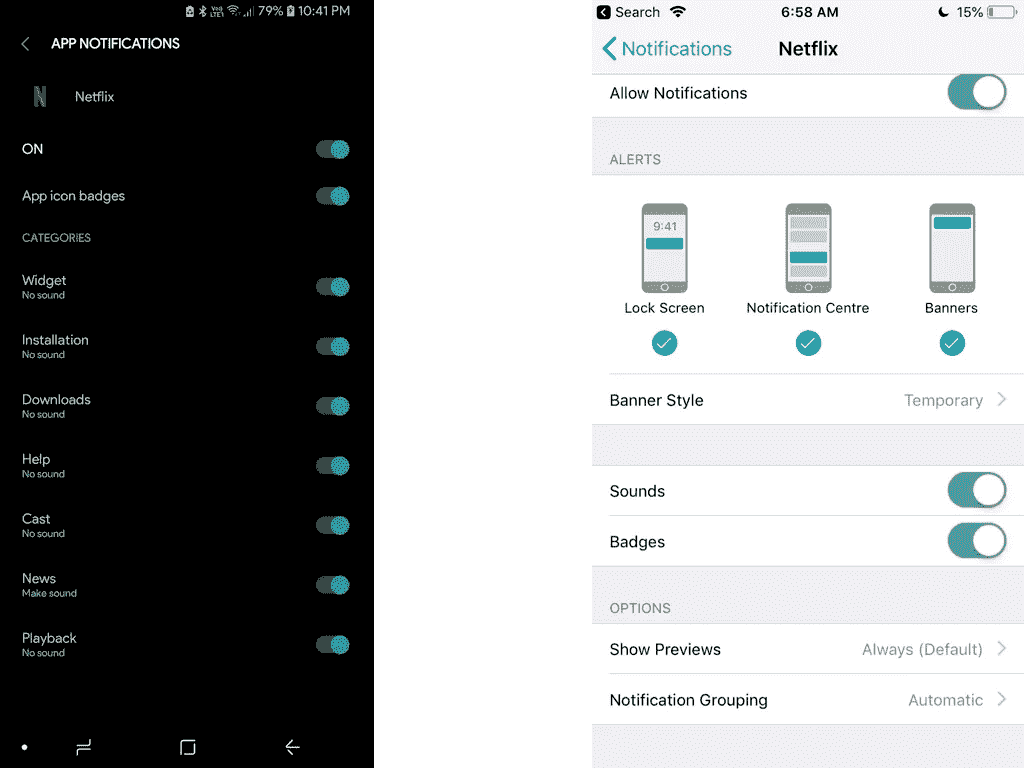 79% 10:41 PM
APP NOTIFICATIONS
N Netflix
ON
App icon badges
CATEGORIES
Widget
No sound
Installation
No sound
Downloads
No sound
Help
No sound
Cast
No sound
News
Make sound
Playback
No sound
Search 6:58 AM 15%
Notifications Netflix
Allow Notifications
ALERTS
9:41
Lock Screen Notification Centre Banners
Banner Style Temporary
Sounds
Badges
OPTIONS
Show Previews Always (Default)
Notification Grouping Automatic